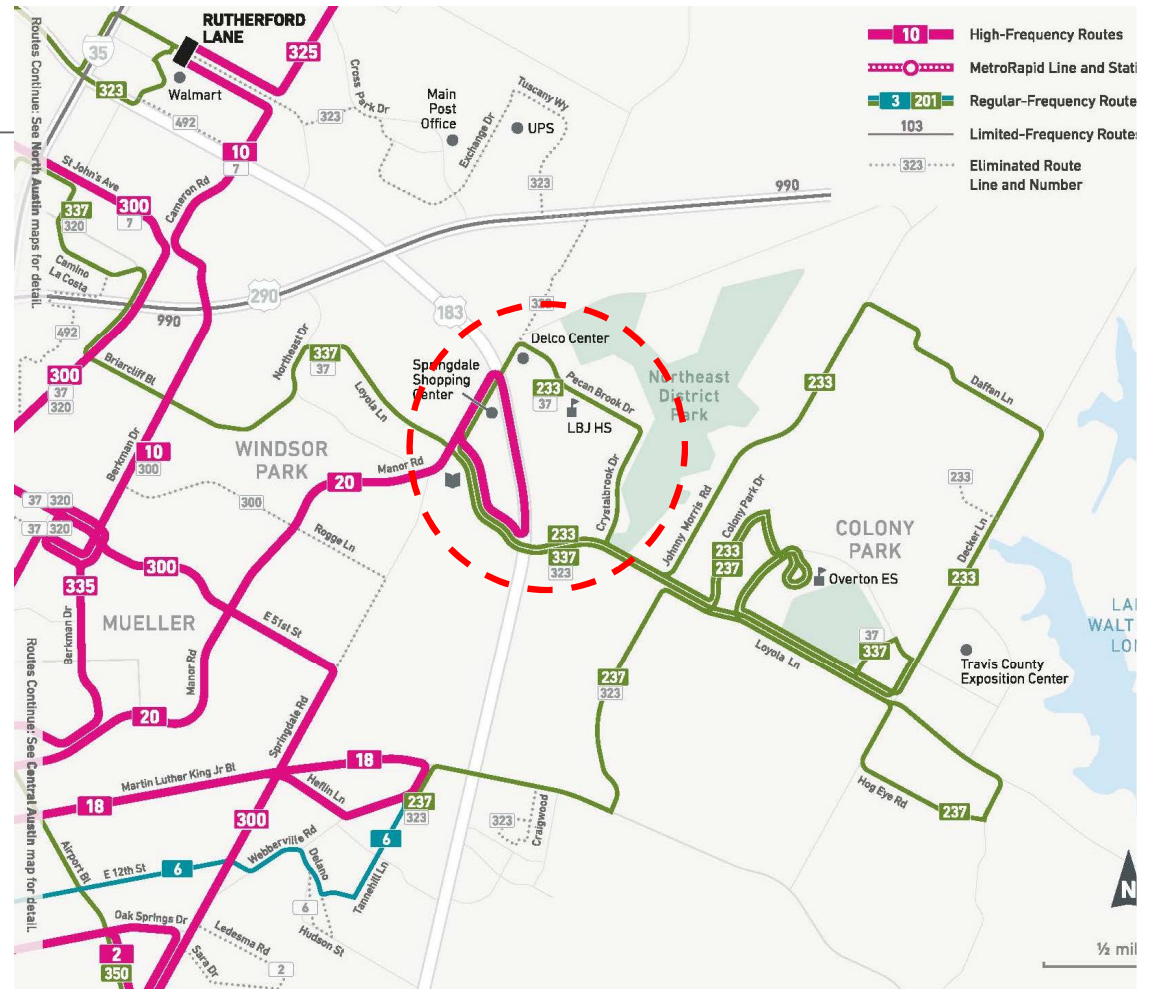 RUTHERFORD
LANE
325
35
323
Walmart
492
323
Cross Park Dr
Main
Post
Office
Exchange Dr
Tuscany Wy
UPS
323
10
High-Frequency Routes
MetroRapid Line and Stati
3 201
Regular-Frequency Route
103
Limited-Frequency Routes
323
Eliminated Route
Line and Number
Routes Continue: See North Austin maps for detail.
St John's Ave
10
7
300
7
Cameron Rd
337
320
Camino
La Costa
990
990
290
183
492
300
37
320
Briarcliff Bl
Northeast Dr
337
37
Loyola Ln
Springdale
Shopping
Center
Delco Center
233
37
Pecan Brook Dr
LBJ HS
Northeast
District
Park
233
Daffan Ln
Berkman Dr
10
300
WINDSOR
PARK
Manor Rd
20
Crystalbrook Dr
Johnny Morris Rd
Colony Park Dr
COLONY
PARK
233
Decker Ln
233
37 320
37 320
300
Rogge Ln
233
337
323
233
237
Overton ES
335
300
Berkman Dr
MUELLER
E 51st St
Manor Rd
20
Springdale Rd
237
323
Loyola Ln
37
337
Travis County
Exposition Center
Routes Continue: See Central Austin map for detail.
Martin Luther King Jr Bl
18
18
Heflin Ln
300
237
323
6
323
Craigwood
Hog Eye Rd
237
Airport Bl
E 12th St
6
Webberville Rd
Delano
6
Hudson St
Tannehill Ln
Oak Springs Dr
Ledesma Rd
2
Sara Dr
2
350
N
½ mil